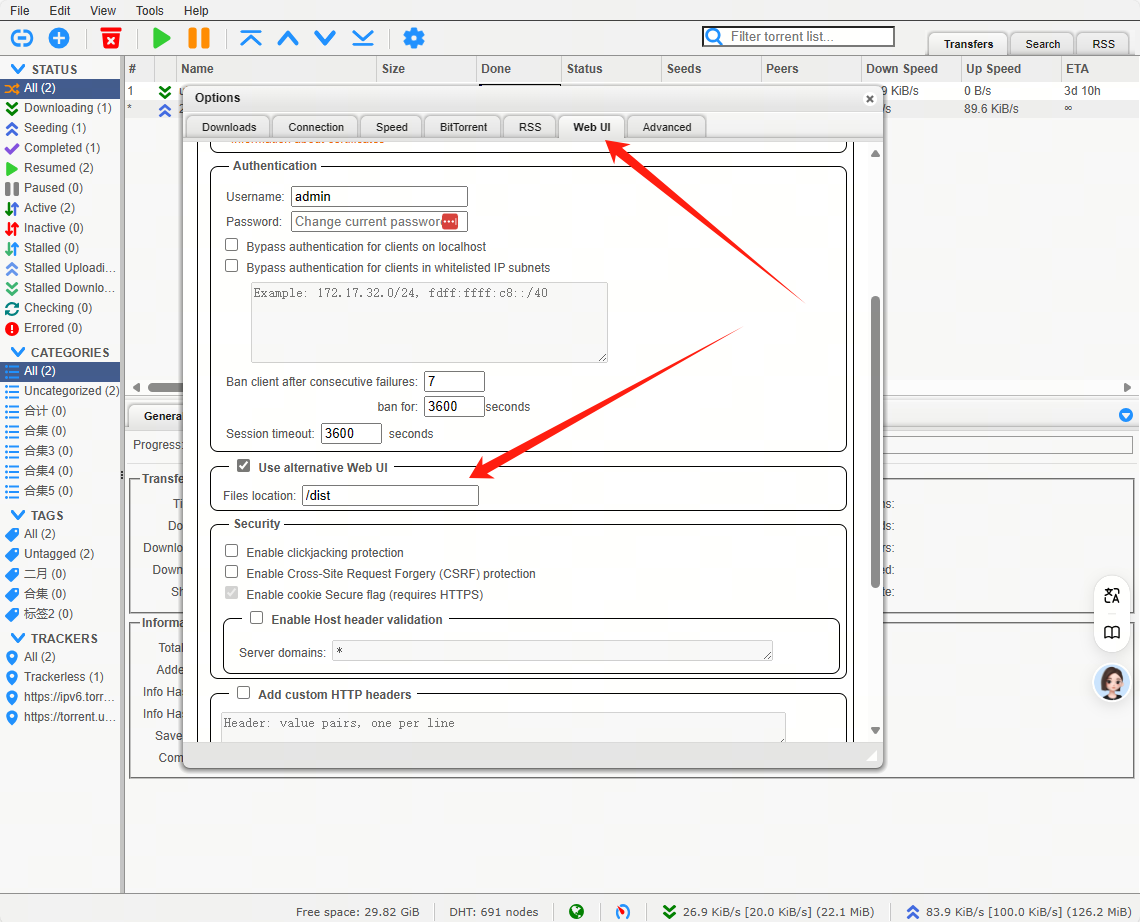 File Edit View Tools Help
Filter torrent list...
Transfers Search RSS
STATUS
All (2)
Downloading (1)
Seeding (1)
Completed (1)
Resumed (2)
Paused (0)
Active (2)
Inactive (0)
Stalled (0)
Stalled Uploadi...
Stalled Downlo...
Checking (0)
Errored (0)
CATEGORIES
All (2)
Uncategorized (2)
合计 (0)
合集 (0)
合集3 (0)
合集4 (0)
合集5 (0)
TAGS
All (2)
Untagged (2)
二月 (0)
合集 (0)
标签2 (0)
TRACKERS
All (2)
Trackerless (1)
https://ipv6.torr...
https://torrent.u...
# Name Size Done Status Seeds Peers Down Speed Up Speed ETA
1 KiB/s 0 B/s 3d 10h
* 89.6 KiB/s ∞
Options
Downloads Connection Speed BitTorrent RSS Web UI Advanced
Information about certificates
Authentication
Username: admin
Password: Change current passwor
Bypass authentication for clients on localhost
Bypass authentication for clients in whitelisted IP subnets
Example: 172.17.32.0/24, fdff:ffff:c8::/40
Ban client after consecutive failures: 7
ban for: 3600 seconds
Session timeout: 3600 seconds
Use alternative Web UI
Files location: /dist
Security
Enable clickjacking protection
Enable Cross-Site Request Forgery (CSRF) protection
Enable cookie Secure flag (requires HTTPS)
Enable Host header validation
Server domains: *
Add custom HTTP headers
Header: value pairs, one per line
Genera
Progress:
Transfe
Ti
Do
Downlo
Down
Sh
Informa
Total
Adde
Info Ha
Info Ha
Save
Com
Free space: 29.82 GiB DHT: 691 nodes 26.9 KiB/s [20.0 KiB/s] (22.1 MiB) 83.9 KiB/s [100.0 KiB/s] (126.2 MiB)